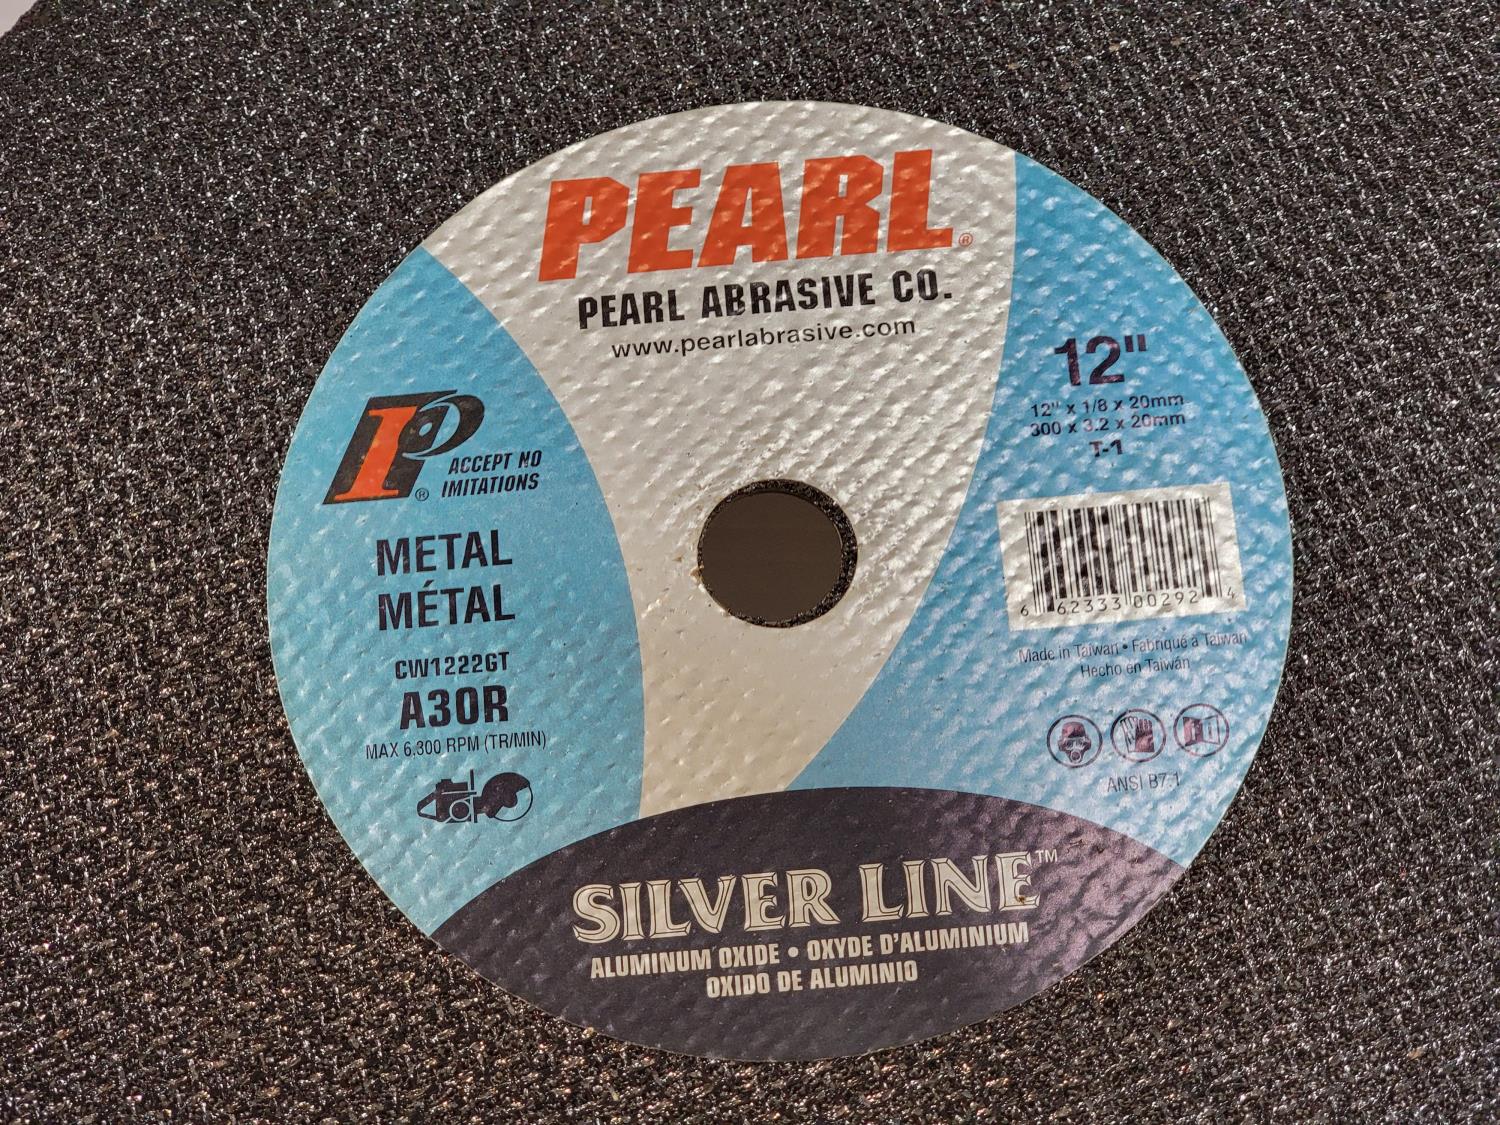 PEARL®
PEARL ABRASIVE CO.
www.pearlabrasive.com
12"
12" x 1/8 x 20mm
300 x 3.2 x 20mm
T-1
P®
ACCEPT NO
IMITATIONS
METAL
MÉTAL
CW1222GT
A30R
MAX 6,300 RPM (TR/MIN)
6 62333 00292 4
Made in Taiwan • Fabriqué à Taiwan
Hecho en Taiwán
ANSI B7.1
SILVER LINE™
ALUMINUM OXIDE • OXYDE D'ALUMINIUM
OXIDO DE ALUMINIO